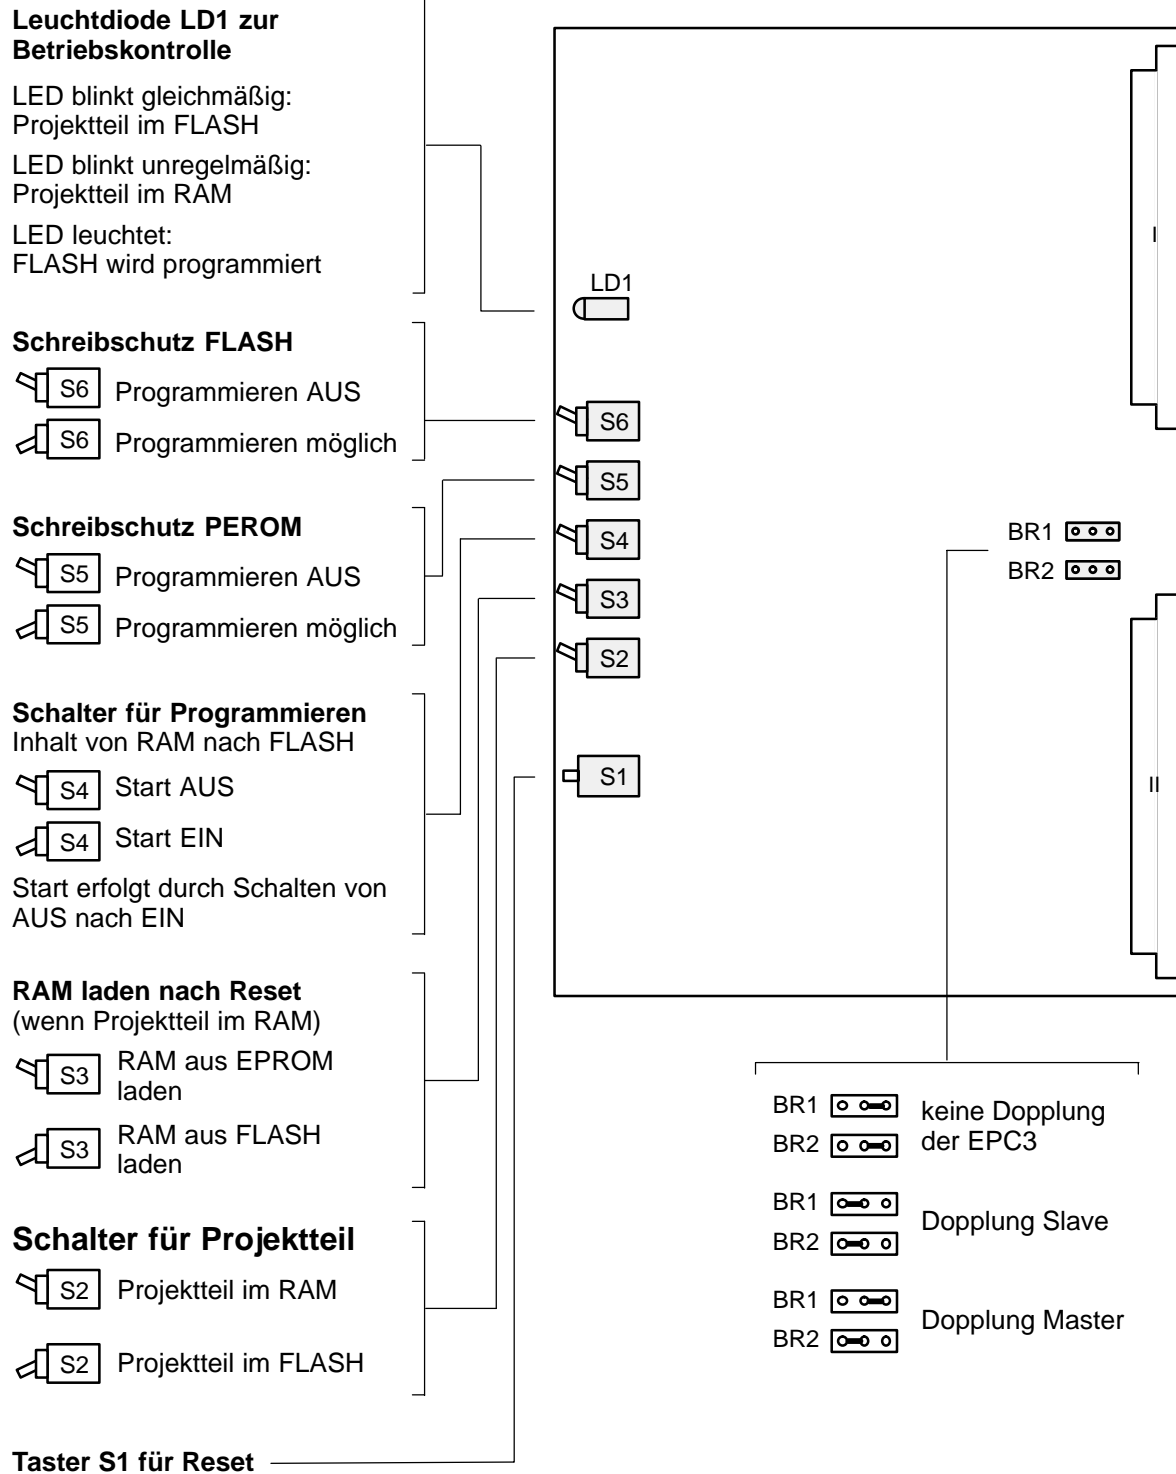 Leuchtdiode LD1 zur
Betriebskontrolle
LED blinkt gleichmäßig:
Projektteil im FLASH
LED blinkt unregelmäßig:
Projektteil im RAM
LED leuchtet:
FLASH wird programmiert
Schreibschutz FLASH
S6 Programmieren AUS
S6 Programmieren möglich
Schreibschutz PEROM
S5 Programmieren AUS
S5 Programmieren möglich
Schalter für Programmieren
Inhalt von RAM nach FLASH
S4 Start AUS
S4 Start EIN
Start erfolgt durch Schalten von
AUS nach EIN
RAM laden nach Reset
(wenn Projektteil im RAM)
S3 RAM aus EPROM
laden
S3 RAM aus FLASH
laden
Schalter für Projektteil
S2 Projektteil im RAM
S2 Projektteil im FLASH
Taster S1 für Reset
LD1
S6
S5
S4
S3
S2
S1
I
BR1
BR2
II
BR1
BR2
keine Dopplung
der EPC3
BR1
BR2
Dopplung Slave
BR1
BR2
Dopplung Master